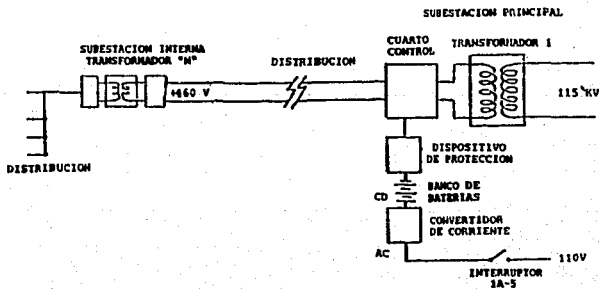 SUBESTACION PRINCIPAL
SUBESTACION INTERNA
TRANSFORMADOR "N"
DISTRIBUCION
CUARTO
CONTROL
TRANSFORMADOR 1
115 KV
DISTRIBUCION
DISPOSITIVO
DE PROTECCION
CD
BANCO DE
BATERIAS
CONVERTIDOR
DE CORRIENTE
AC
110V
INTERRUPTOR
1A-5